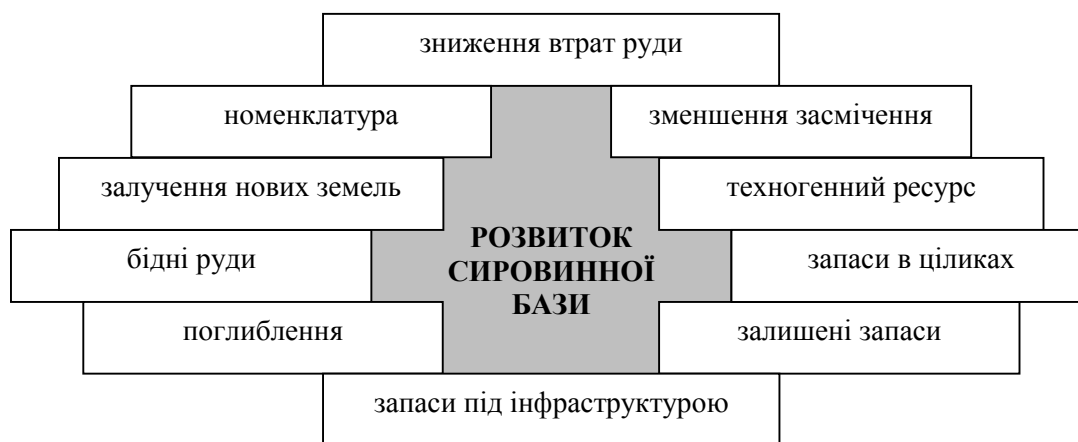 зниження втрат руди
номенклатура
зменшення засмічення
залучення нових земель
техногенний ресурс
РОЗВИТОК
СИРОВИННОЇ
БАЗИ
бідні руди
запаси в ціликах
поглиблення
залишені запаси
запаси під інфраструктурою